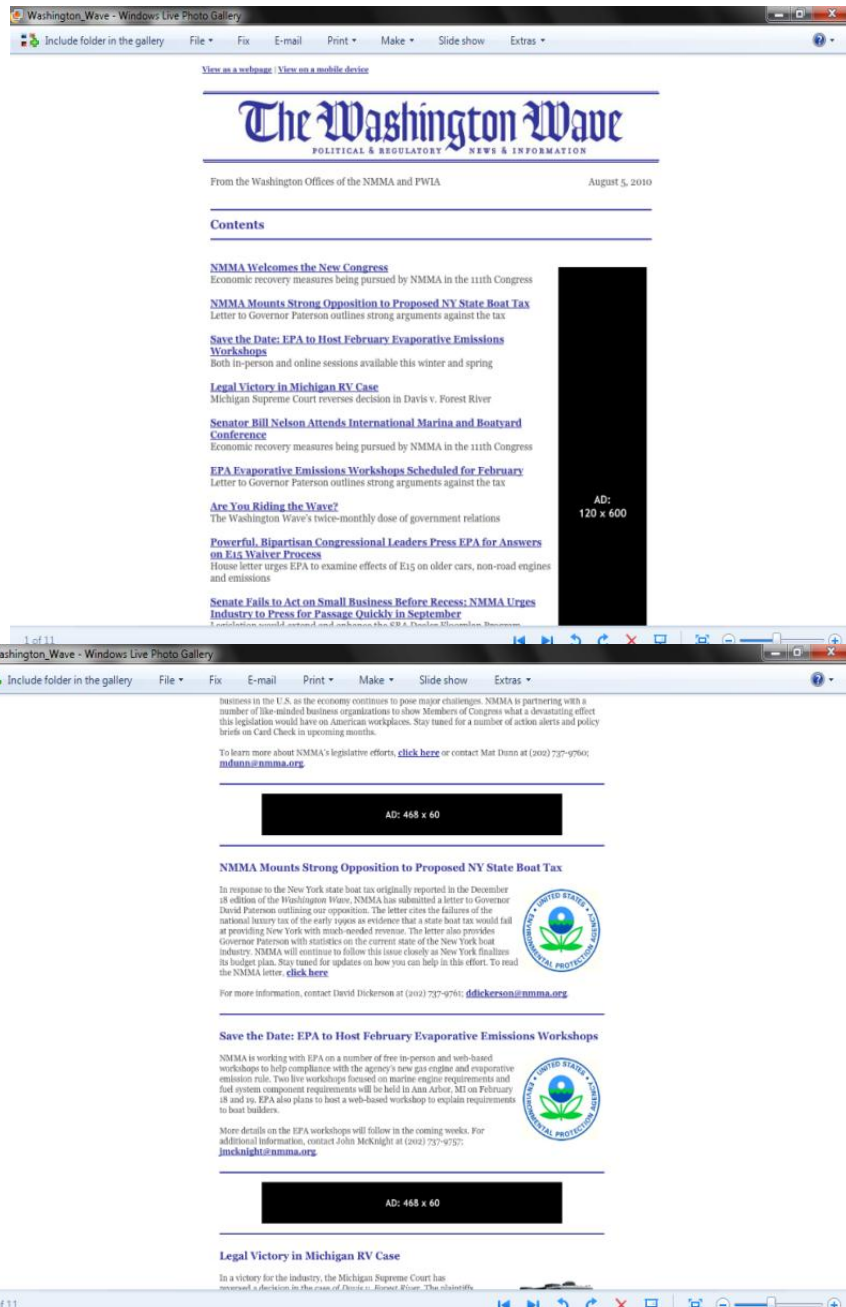 Washington_Wave - Windows Live Photo Gallery
Include folder in the gallery File Fix E-mail Print Make Slide show Extras
View as a webpage | View on a mobile device
The Washington Wave
POLITICAL & REGULATORY NEWS & INFORMATION
From the Washington Offices of the NMMA and PWIA August 5, 2010
Contents
NMMA Welcomes the New Congress
Economic recovery measures being pursued by NMMA in the 111th Congress
NMMA Mounts Strong Opposition to Proposed NY State Boat Tax
Letter to Governor Paterson outlines strong arguments against the tax
Save the Date: EPA to Host February Evaporative Emissions
Workshops
Both in-person and online sessions available this winter and spring
Legal Victory in Michigan RV Case
Michigan Supreme Court reverses decision in Davis v. Forest River
Senator Bill Nelson Attends International Marina and Boatyard
Conference
Economic recovery measures being pursued by NMMA in the 111th Congress
EPA Evaporative Emissions Workshops Scheduled for February
Letter to Governor Paterson outlines strong arguments against the tax
Are You Riding the Wave?
The Washington Wave's twice-monthly dose of government relations
Powerful, Bipartisan Congressional Leaders Press EPA for Answers
on E15 Waiver Process
House letter urges EPA to examine effects of E15 on older cars, non-road engines
and emissions
Senate Fails to Act on Small Business Before Recess; NMMA Urges
Industry to Press for Passage Quickly in September
Legislation would extend and enhance the SBA Dealer Floorplan Program
AD:
120 x 600
1 of 11
ashington_Wave - Windows Live Photo Gallery
Include folder in the gallery File Fix E-mail Print Make Slide show Extras
business in the U.S. as the economy continues to pose major challenges. NMMA is partnering with a
number of like-minded business organizations to show Members of Congress what a devastating effect
this legislation would have on American workplaces. Stay tuned for a number of action alerts and policy
briefs on Card Check in upcoming months.
To learn more about NMMA's legislative efforts, click here or contact Mat Dunn at (202) 737-9760;
mdunn@nmma.org.
AD: 468 x 60
NMMA Mounts Strong Opposition to Proposed NY State Boat Tax
In response to the New York state boat tax originally reported in the December
18 edition of the Washington Wave, NMMA has submitted a letter to Governor
David Paterson outlining our opposition. The letter cites the failures of the
national luxury tax of the early 1990s as evidence that a state boat tax would fail
at providing New York with much-needed revenue. The letter also provides
Governor Paterson with statistics on the current state of the New York boat
industry. NMMA will continue to follow this issue closely as New York finalizes
its budget plan. Stay tuned for updates on how you can help in this effort. To read
the NMMA letter, click here
UNITED STATES
ENVIRONMENTAL PROTECTION AGENCY
For more information, contact David Dickerson at (202) 737-9761; ddickerson@nmma.org.
Save the Date: EPA to Host February Evaporative Emissions Workshops
NMMA is working with EPA on a number of free in-person and web-based
workshops to help compliance with the agency's new gas engine and evaporative
emission rule. Two live workshops focused on marine engine requirements and
fuel system component requirements will be held in Ann Arbor, MI on February
18 and 19. EPA also plans to host a web-based workshop to explain requirements
to boat builders.
UNITED STATES
ENVIRONMENTAL PROTECTION AGENCY
More details on the EPA workshops will follow in the coming weeks. For
additional information, contact John McKnight at (202) 737-9757;
jmcknight@nmma.org.
AD: 468 x 60
Legal Victory in Michigan RV Case
In a victory for the industry, the Michigan Supreme Court has
reversed a decision in the case of Davis v. Forest River. The plaintiffs
of 11